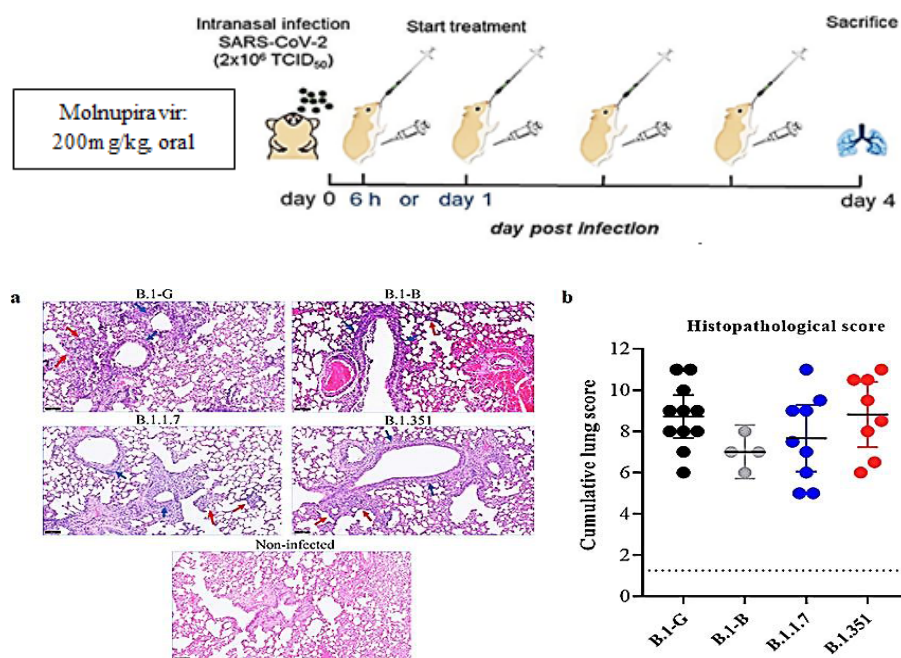 Intranasal infection
SARS-CoV-2
(2x10⁶ TCID₅₀)
Start treatment
Sacrifice
Molnupiravir:
200mg/kg, oral
day 0 6 h or day 1 day 4
day post infection
a
B.1-G B.1-B
B.1.1.7 B.1.351
Non-infected
b
Histopathological score
Cumulative lung score
12
10
8
6
4
2
0
B.1-G B.1-B B.1.1.7 B.1.351